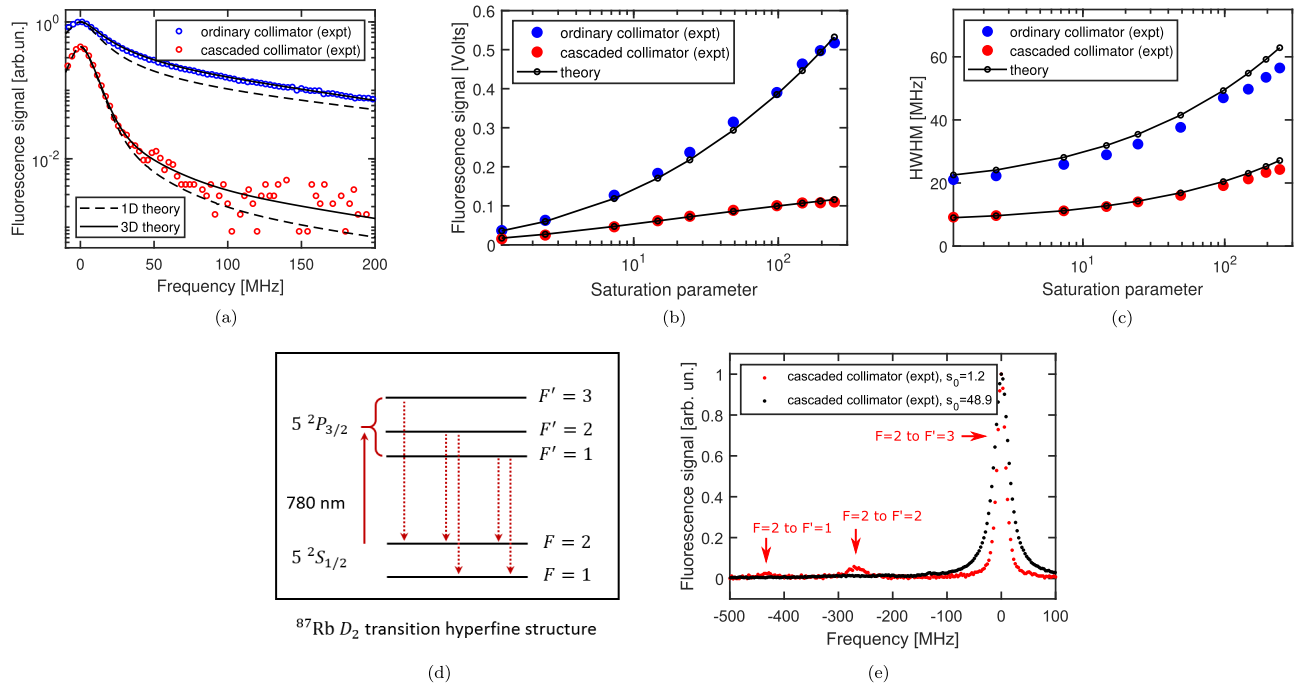 Fluorescence signal [arb.un.]
10^0
10^-2
ordinary collimator (expt)
cascaded collimator (expt)
1D theory
3D theory
0 50 100 150 200
Frequency [MHz]
(a)
Fluorescence signal [Volts]
0.6
0.5
0.4
0.3
0.2
0.1
0
ordinary collimator (expt)
cascaded collimator (expt)
theory
10^1 10^2
Saturation parameter
(b)
HWHM [MHz]
60
40
20
0
ordinary collimator (expt)
cascaded collimator (expt)
theory
10^1 10^2
Saturation parameter
(c)
F' = 3
5 ²P₃/₂
F' = 2
F' = 1
780 nm
F = 2
5 ²S₁/₂
F = 1
⁸⁷Rb D₂ transition hyperfine structure
(d)
Fluorescence signal [arb. un.]
1
0.8
0.6
0.4
0.2
0
cascaded collimator (expt), s₀=1.2
cascaded collimator (expt), s₀=48.9
F=2 to F'=3
F=2 to F'=2
F=2 to F'=1
-500 -400 -300 -200 -100 0 100
Frequency [MHz]
(e)